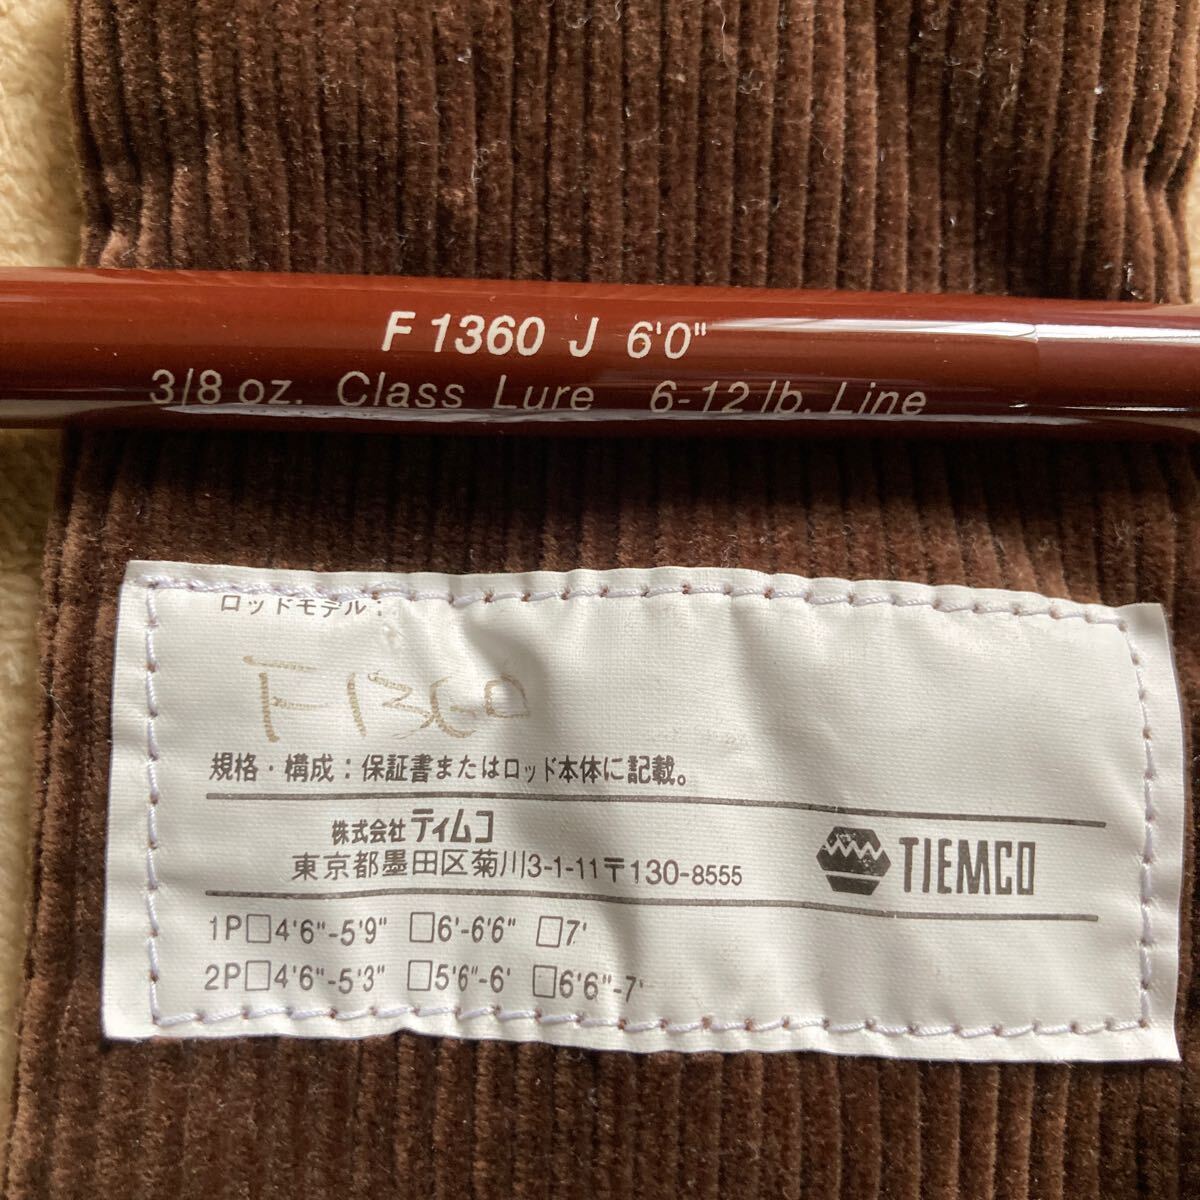 F 1360 J 6'0"
3/8 oz. Class Lure 6-12 lb. Line
ロッドモデル：
F1360
規格・構成：保証書またはロッド本体に記載。
株式会社 ティムコ
東京都墨田区菊川3-1-11〒130-8555
TIEMCO
1P□4'6"-5'9" □6'-6'6" □7'
2P□4'6"-5'3" □5'6"-6' □6'6"-7'